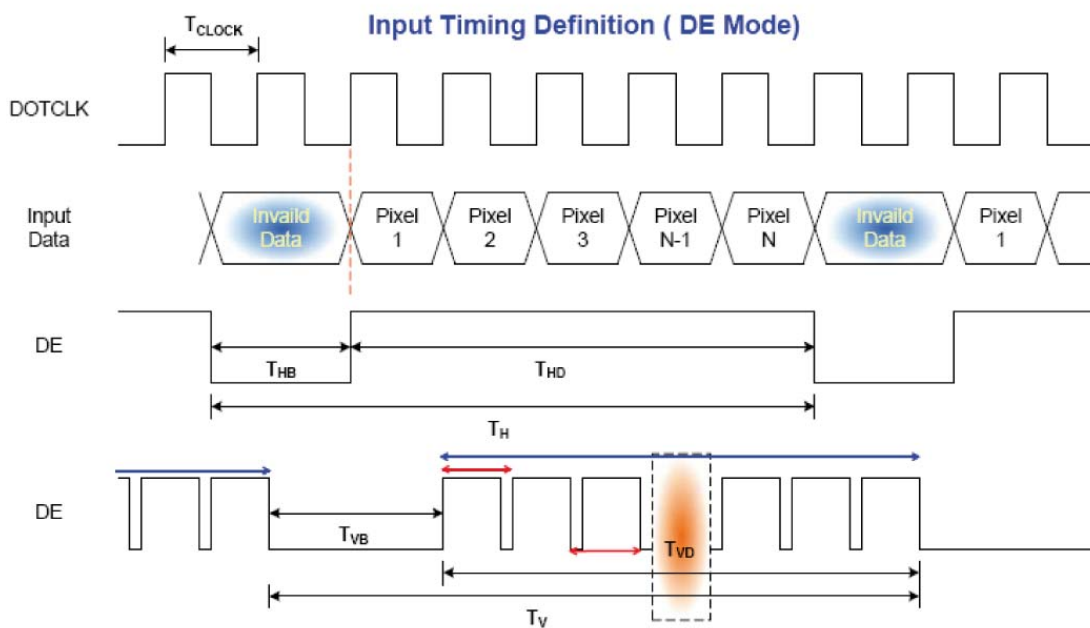 Input Timing Definition ( DE Mode)
TCLOCK
DOTCLK
Input
Data
Invaild
Data
Pixel
1
Pixel
2
Pixel
3
Pixel
N-1
Pixel
N
Invaild
Data
Pixel
1
DE
THB
THD
TH
DE
TVB
TVD
TV